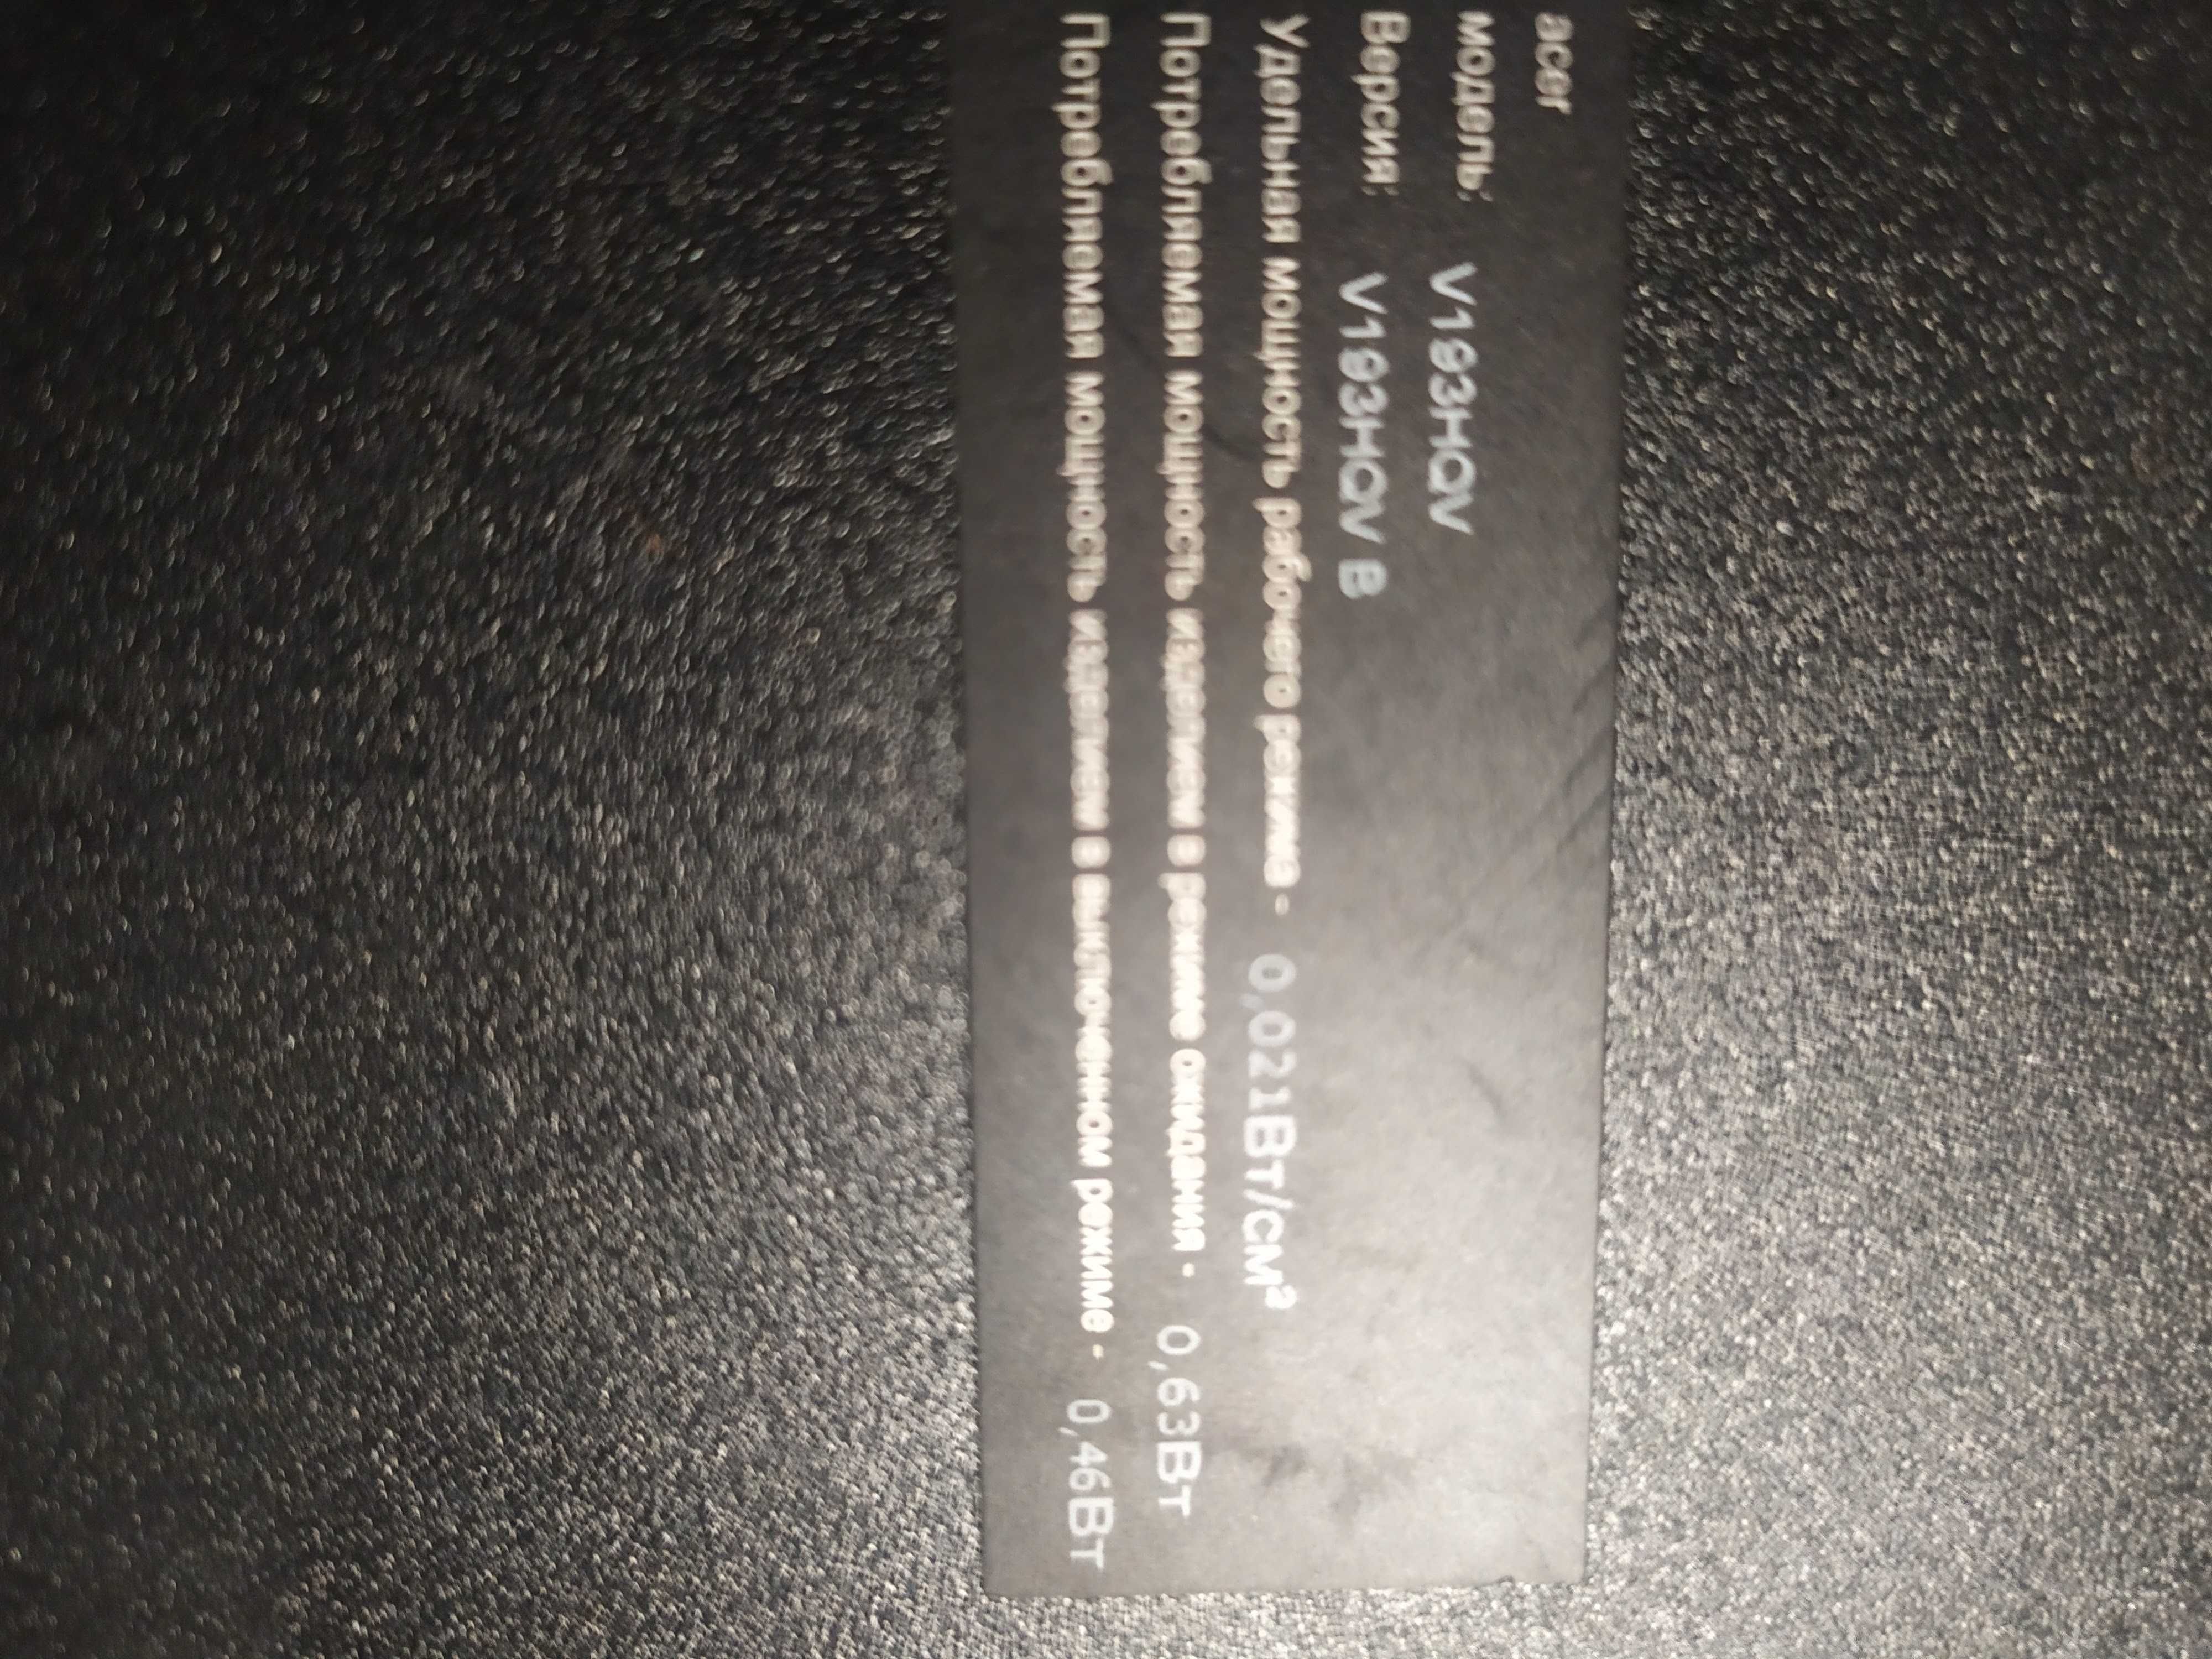 acer
модель: V193HQV
Версия: V193HQV B
Удельная мощность рабочего режима - 0,021Вт/см²
Потребляемая мощность изделием в режиме ожидания - 0,63Вт
Потребляемая мощность изделием в выключенном режиме - 0,46Вт